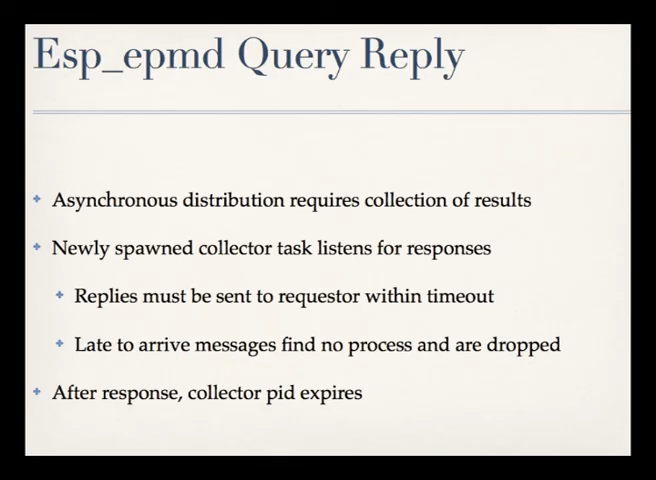 Esp_epmd Query Reply
Asynchronous distribution requires collection of results
Newly spawned collector task listens for responses
Replies must be sent to requestor within timeout
Late to arrive messages find no process and are dropped
After response, collector pid expires